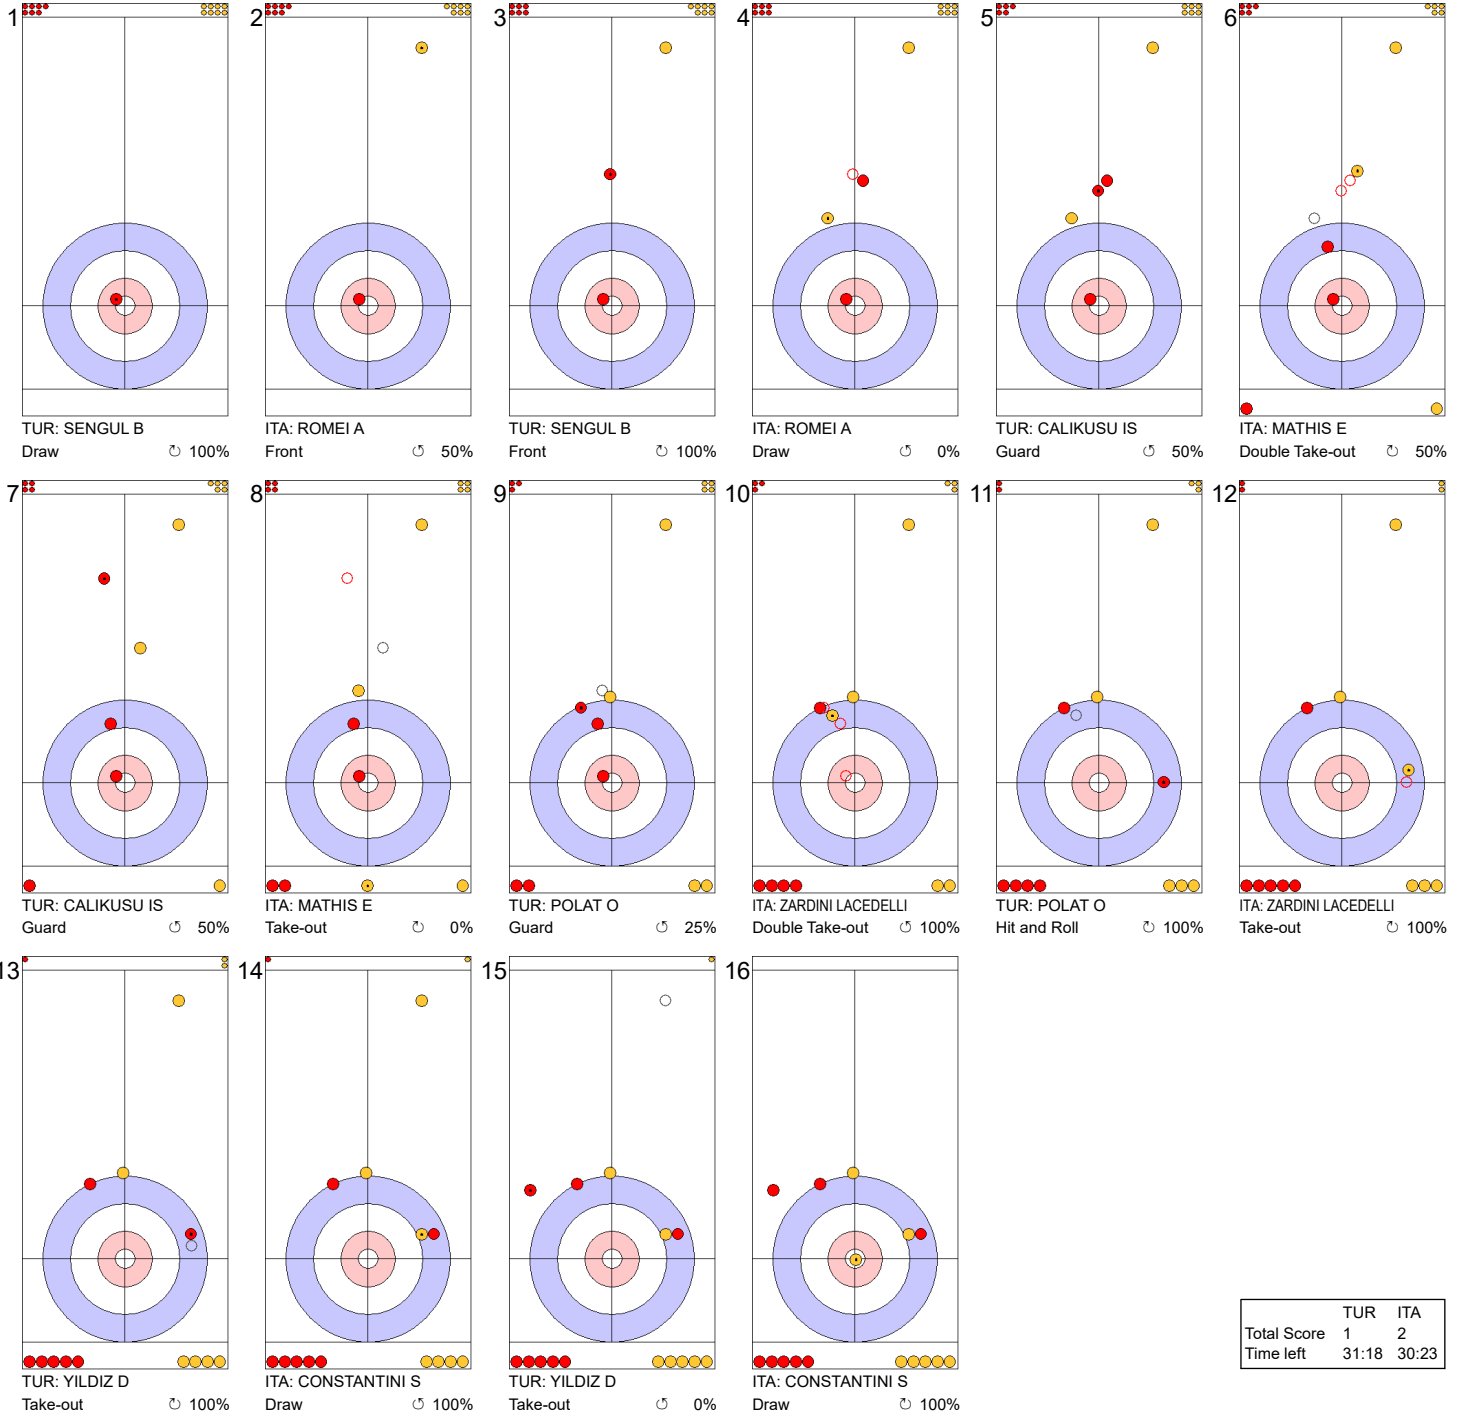 1
TUR: SENGUL B
Draw ↻ 100%
2
ITA: ROMEI A
Front ↺ 50%
3
TUR: SENGUL B
Front ↻ 100%
4
ITA: ROMEI A
Draw ↺ 0%
5
TUR: CALIKUSU IS
Guard ↺ 50%
6
ITA: MATHIS E
Double Take-out ↻ 50%
7
TUR: CALIKUSU IS
Guard ↺ 50%
8
ITA: MATHIS E
Take-out ↻ 0%
9
TUR: POLAT O
Guard ↺ 25%
10
ITA: ZARDINI LACEDELLI
Double Take-out ↺ 100%
11
TUR: POLAT O
Hit and Roll ↻ 100%
12
ITA: ZARDINI LACEDELLI
Take-out ↻ 100%
13
TUR: YILDIZ D
Take-out ↻ 100%
14
ITA: CONSTANTINI S
Draw ↺ 100%
15
TUR: YILDIZ D
Take-out ↺ 0%
16
ITA: CONSTANTINI S
Draw ↺ 100%
TUR ITA
Total Score 1 2
Time left 31:18 30:23